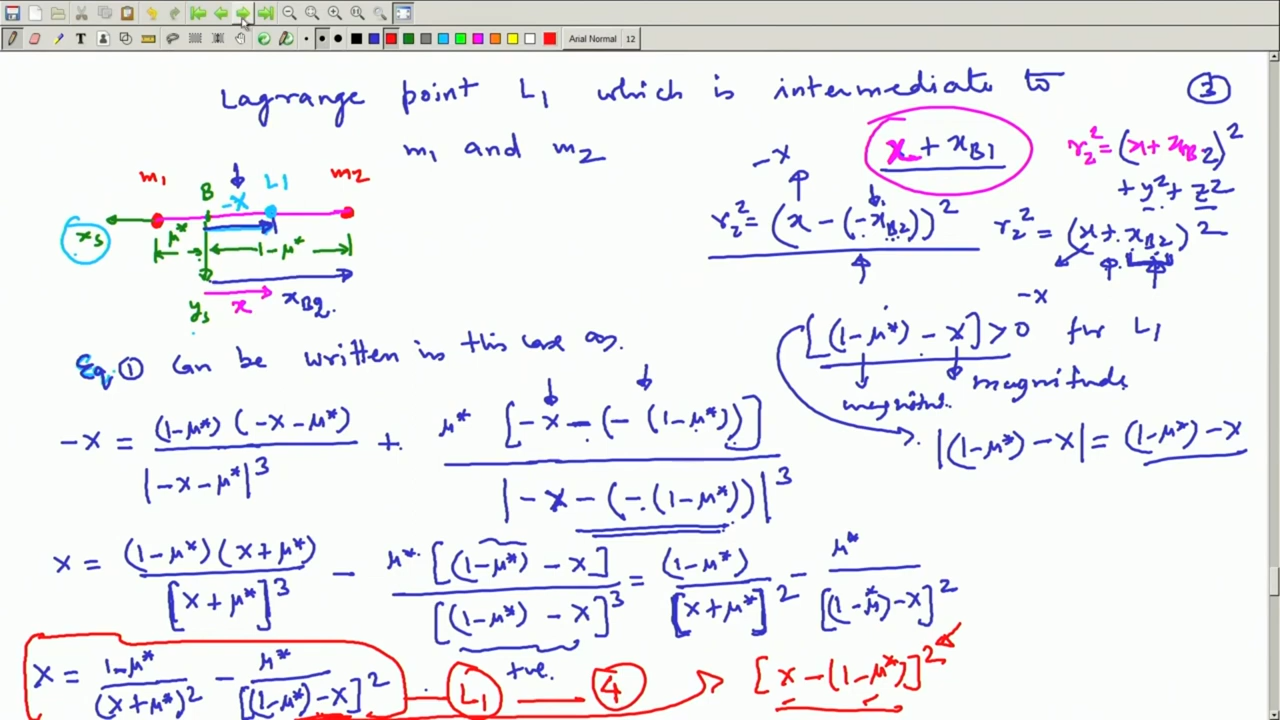 Arial Normal 12
Lagrange point L1 which is intermediate to
m1 and m2
③
x + xB1
r2² = (x + xB2)² + y² + z²
-x
r2² = (x - (-xB2))²
r2² = (x + xB2)²
m1 B -x L1 m2
xs μ* 1-μ*
ys x xB2.
-x
[(1-μ*) - x] > 0 for L1
magnitude
|(1-μ*) - x| = (1-μ*) - x
Eq. ① can be written in this case as.
-x = (1-μ*)(-x-μ*) / |-x-μ*|³ + μ* [-x - (-(1-μ*))] / |-x - (-(1-μ*))|³
x = (1-μ*)(x+μ*) / [x+μ*]³ - μ* [(1-μ*) - x] / [(1-μ*) - x]³ = (1-μ*) / [x+μ*]² - μ* / [(1-μ*)-x]²
+ve.
x = 1-μ* / (x+μ*)² - μ* / [(1-μ*)-x]² — L1 — 4
[x - (1-μ*)]²